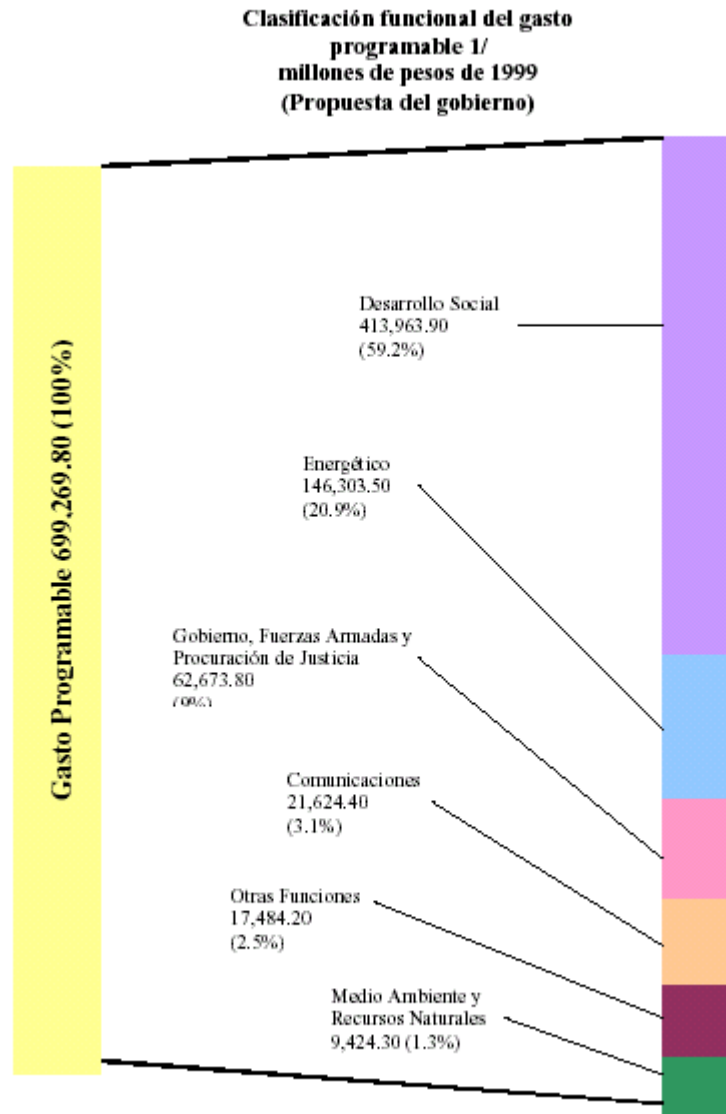 Clasificación funcional del gasto
programable 1/
millones de pesos de 1999
(Propuesta del gobierno)
Gasto Programable 699,269.80 (100%)
Desarrollo Social
413,963.90
(59.2%)
Energético
146,303.50
(20.9%)
Gobierno, Fuerzas Armadas y
Procuración de Justicia
62,673.80
(9%)
Comunicaciones
21,624.40
(3.1%)
Otras Funciones
17,484.20
(2.5%)
Medio Ambiente y
Recursos Naturales
9,424.30 (1.3%)